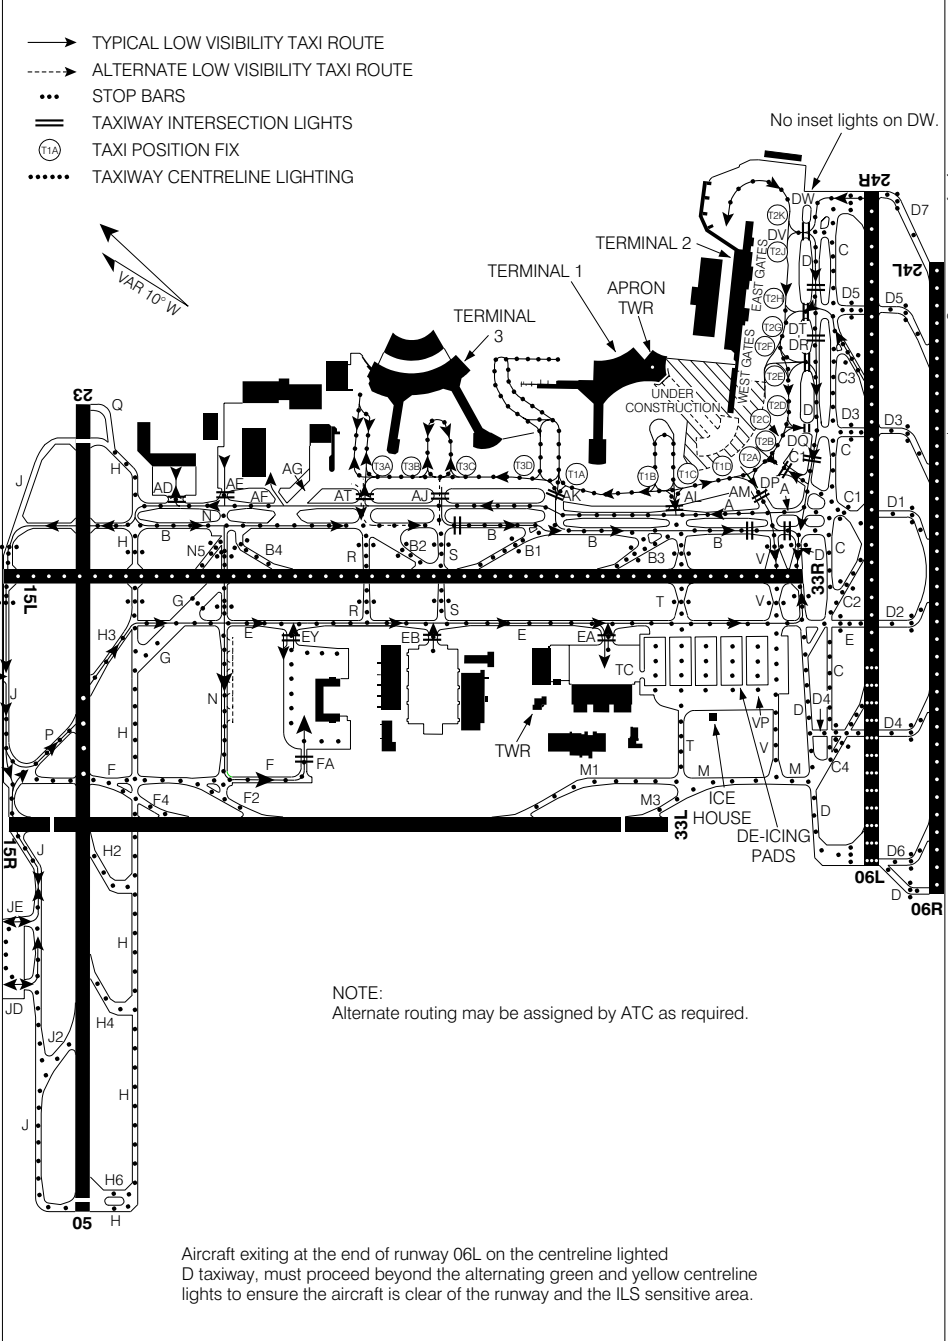 TYPICAL LOW VISIBILITY TAXI ROUTE
ALTERNATE LOW VISIBILITY TAXI ROUTE
STOP BARS
TAXIWAY INTERSECTION LIGHTS
T1A TAXI POSITION FIX
TAXIWAY CENTRELINE LIGHTING
No inset lights on DW.
VAR 10° W
24R
D7
DW
T2K
DV
T2J
D
C
24L
TERMINAL 2
TERMINAL 1
APRON
TWR
TERMINAL
3
EAST GATES
WEST GATES
T2H
T2G
DT
T2F
DR
T2E
T2D
D
T2C
T2B
DQ
T2A
C1
D5
D5
C3
D3
D3
C
UNDER
CONSTRUCTION
23
Q
J
H
AD
AE
AF
AG
AT
AJ
AK
AL
AM
DP
A
A
T3A
T3B
T3C
T3D
T1A
T1B
T1C
T1D
C1
D1
N
B
H
N5
B4
R
B2
S
B
B1
B
B3
B
V
D
C
15L
33R
G
G
H3
R
S
T
V
C2
D2
E
E
EY
EB
E
EA
TC
C
J
N
H
P
F
F
FA
F4
F2
TWR
T
M1
M
M3
VP
V
M
D
D4
D4
C4
D
ICE
HOUSE
DE-ICING
PADS
33L
15R
J
H2
JE
H
JD
H4
J2
H
J
H6
H
05
D6
06L
D
06R
NOTE:
Alternate routing may be assigned by ATC as required.
Aircraft exiting at the end of runway 06L on the centreline lighted
D taxiway, must proceed beyond the alternating green and yellow centreline
lights to ensure the aircraft is clear of the runway and the ILS sensitive area.